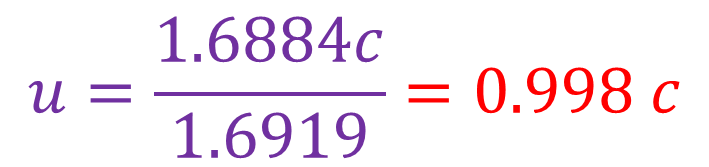 u = 1.6884c / 1.6919 = 0.998 c